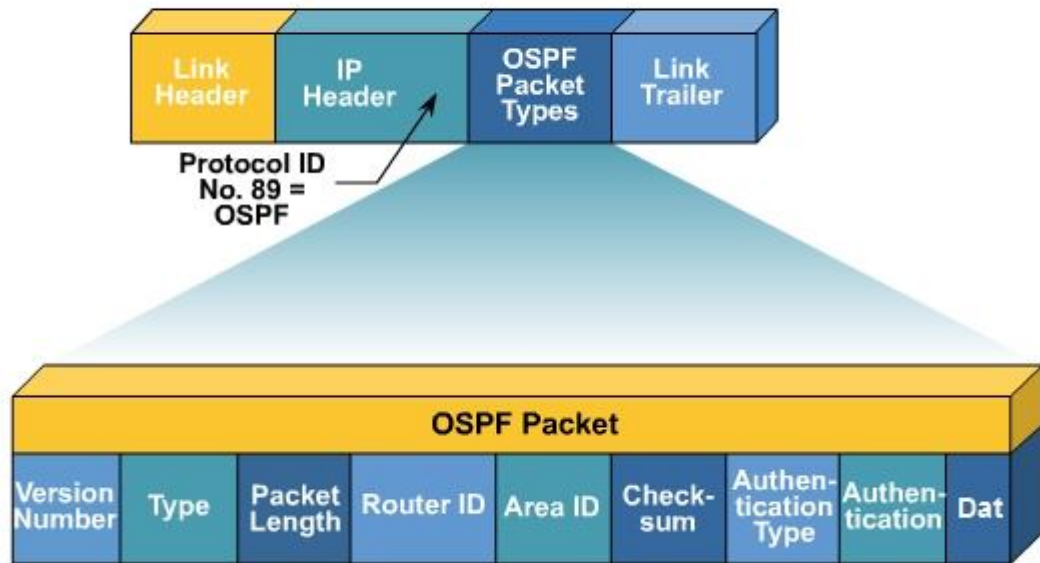 Link
Header
IP
Header
OSPF
Packet
Types
Link
Trailer
Protocol ID
No. 89 =
OSPF
OSPF Packet
Version
Number
Type
Packet
Length
Router ID
Area ID
Check-
sum
Authen-
tication
Type
Authen-
tication
Dat